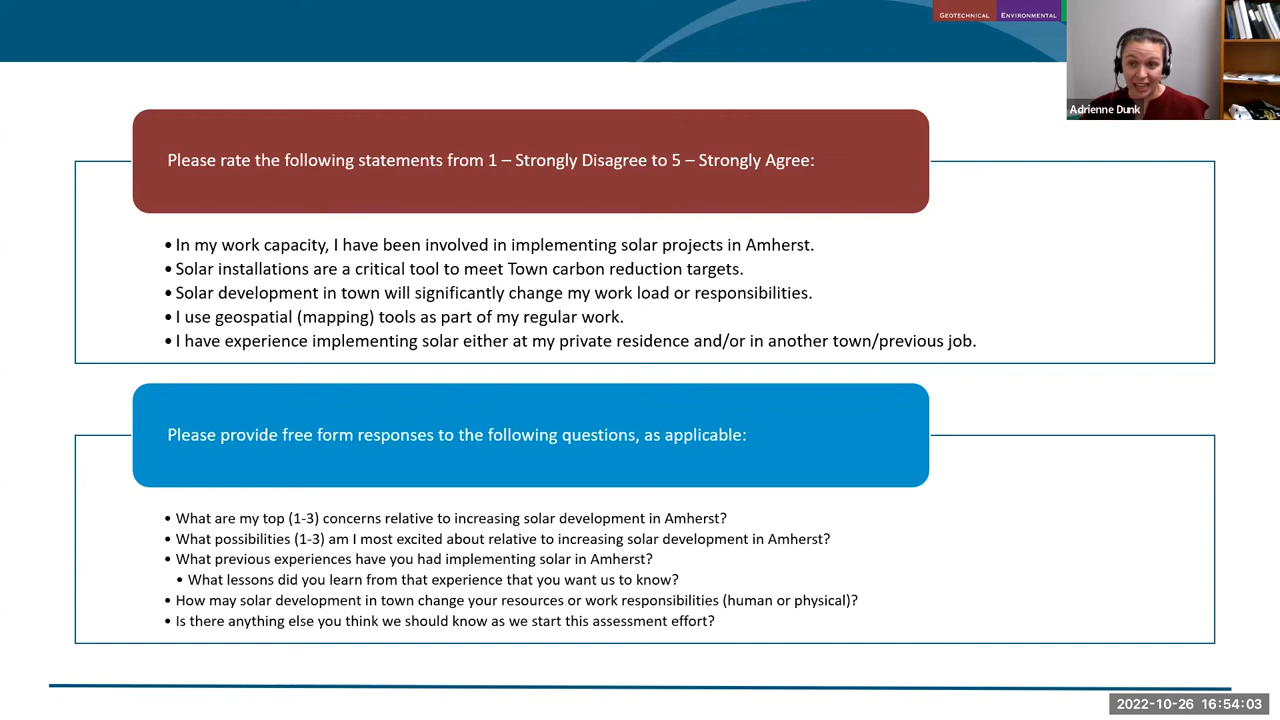 GEOTECHNICAL ENVIRONMENTAL
Adrienne Dunk
Please rate the following statements from 1 – Strongly Disagree to 5 – Strongly Agree:
• In my work capacity, I have been involved in implementing solar projects in Amherst.
• Solar installations are a critical tool to meet Town carbon reduction targets.
• Solar development in town will significantly change my work load or responsibilities.
• I use geospatial (mapping) tools as part of my regular work.
• I have experience implementing solar either at my private residence and/or in another town/previous job.
Please provide free form responses to the following questions, as applicable:
• What are my top (1-3) concerns relative to increasing solar development in Amherst?
• What possibilities (1-3) am I most excited about relative to increasing solar development in Amherst?
• What previous experiences have you had implementing solar in Amherst?
• What lessons did you learn from that experience that you want us to know?
• How may solar development in town change your resources or work responsibilities (human or physical)?
• Is there anything else you think we should know as we start this assessment effort?
2022-10-26 16:54:03